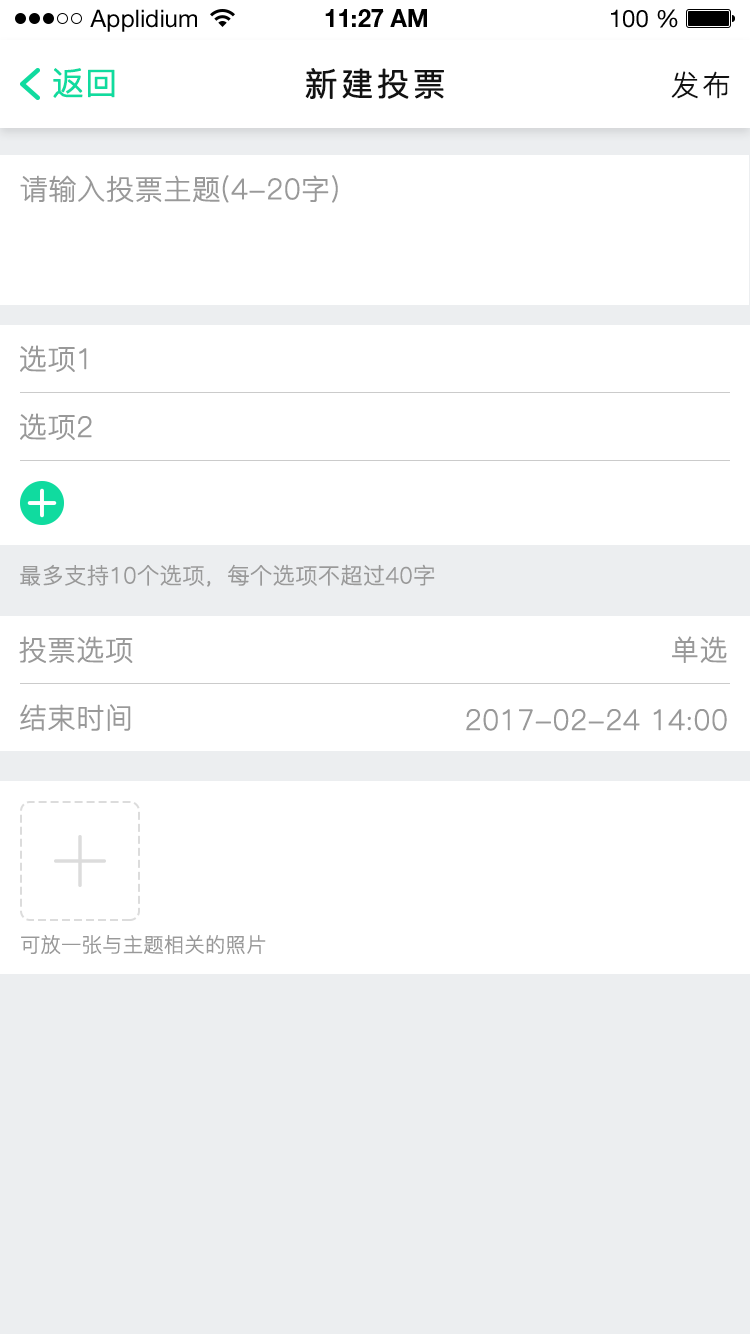 Applidium 11:27 AM 100 %
返回 新建投票 发布
请输入投票主题(4-20字)
选项1
选项2
最多支持10个选项，每个选项不超过40字
投票选项 单选
结束时间 2017-02-24 14:00
可放一张与主题相关的照片